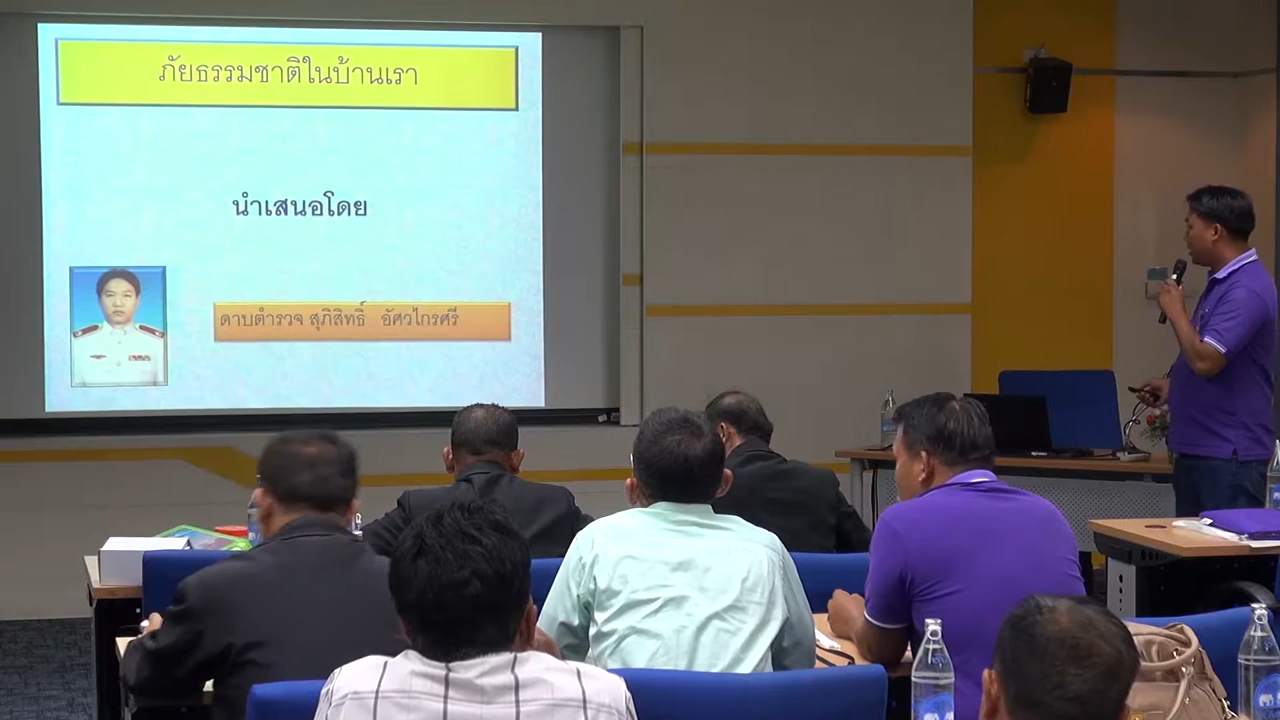 ภัยธรรมชาติในบ้านเรา
นำเสนอโดย
ดาบตำรวจ สุภิสิทธิ์ อัศวไกรศรี